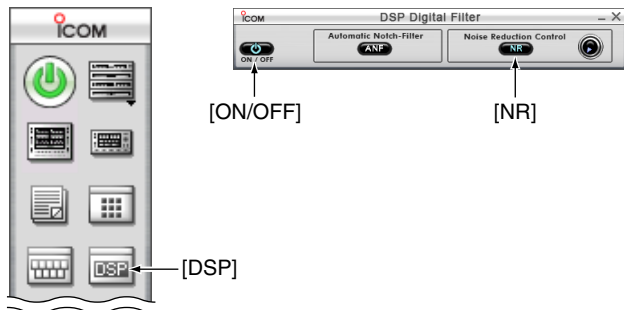 ICOM
DSP
[DSP]
ICOM DSP Digital Filter
Automatic Notch-Filter Noise Reduction Control
ANF NR
ON / OFF
[ON/OFF] [NR]